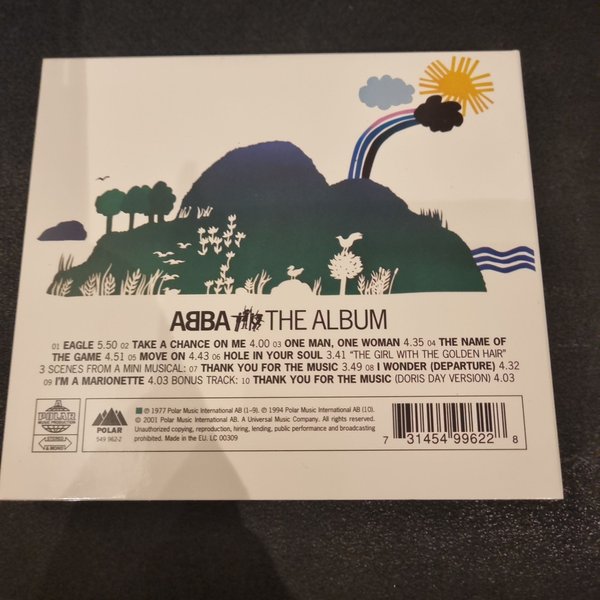 ABBA THE ALBUM
01 EAGLE 5.50 02 TAKE A CHANCE ON ME 4.00 03 ONE MAN, ONE WOMAN 4.35 04 THE NAME OF
THE GAME 4.51 05 MOVE ON 4.43 06 HOLE IN YOUR SOUL 3.41 “THE GIRL WITH THE GOLDEN HAIR”
3 SCENES FROM A MINI MUSICAL: 07 THANK YOU FOR THE MUSIC 3.49 08 I WONDER (DEPARTURE) 4.32
09 I'M A MARIONETTE 4.03 BONUS TRACK: 10 THANK YOU FOR THE MUSIC (DORIS DAY VERSION) 4.03
A
POLAR
MUSIC PRODUCTION
STEREO
& MONO
POLAR
549 962-2
℗ 1977 Polar Music International AB (1–9). ℗ 1994 Polar Music International AB (10).
© 2001 Polar Music International AB. A Universal Music Company. All rights reserved.
Unauthorized copying, reproduction, hiring, lending, public performance and broadcasting
prohibited. Made in the EU. LC 00309
7 31454 99622 8